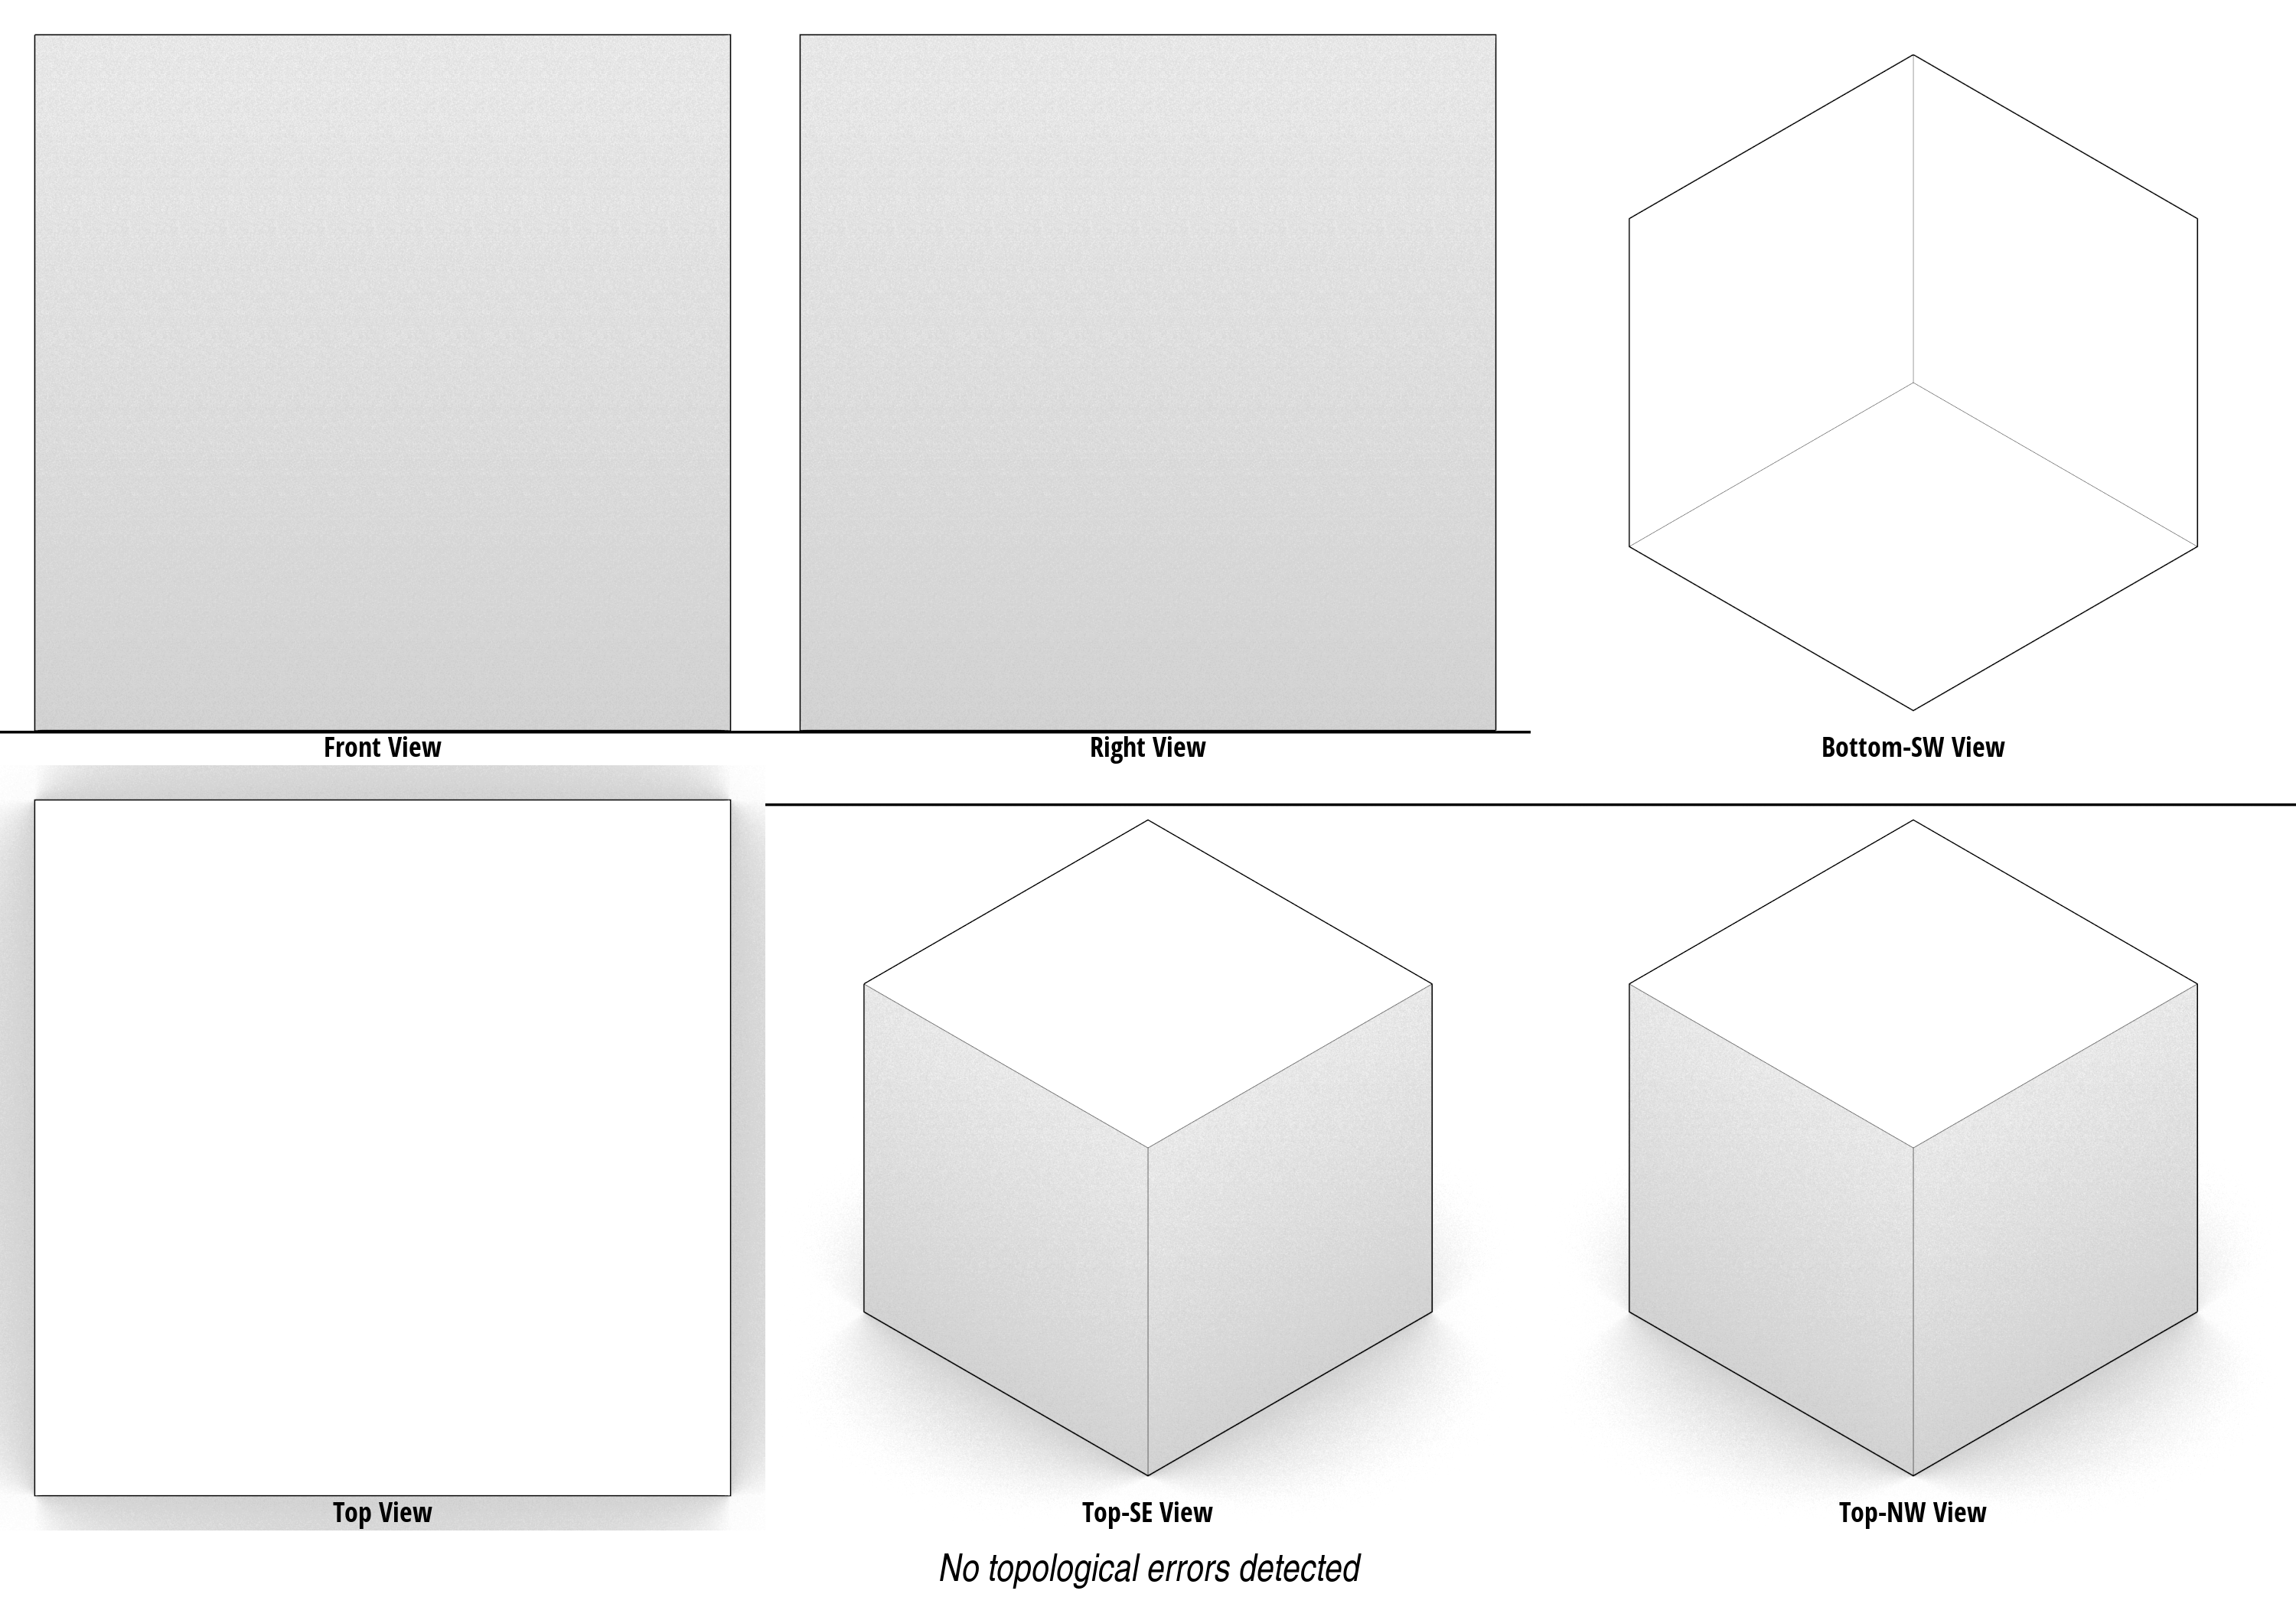 Front View
Right View
Bottom-SW View
Top View
Top-SE View
Top-NW View
No topological errors detected